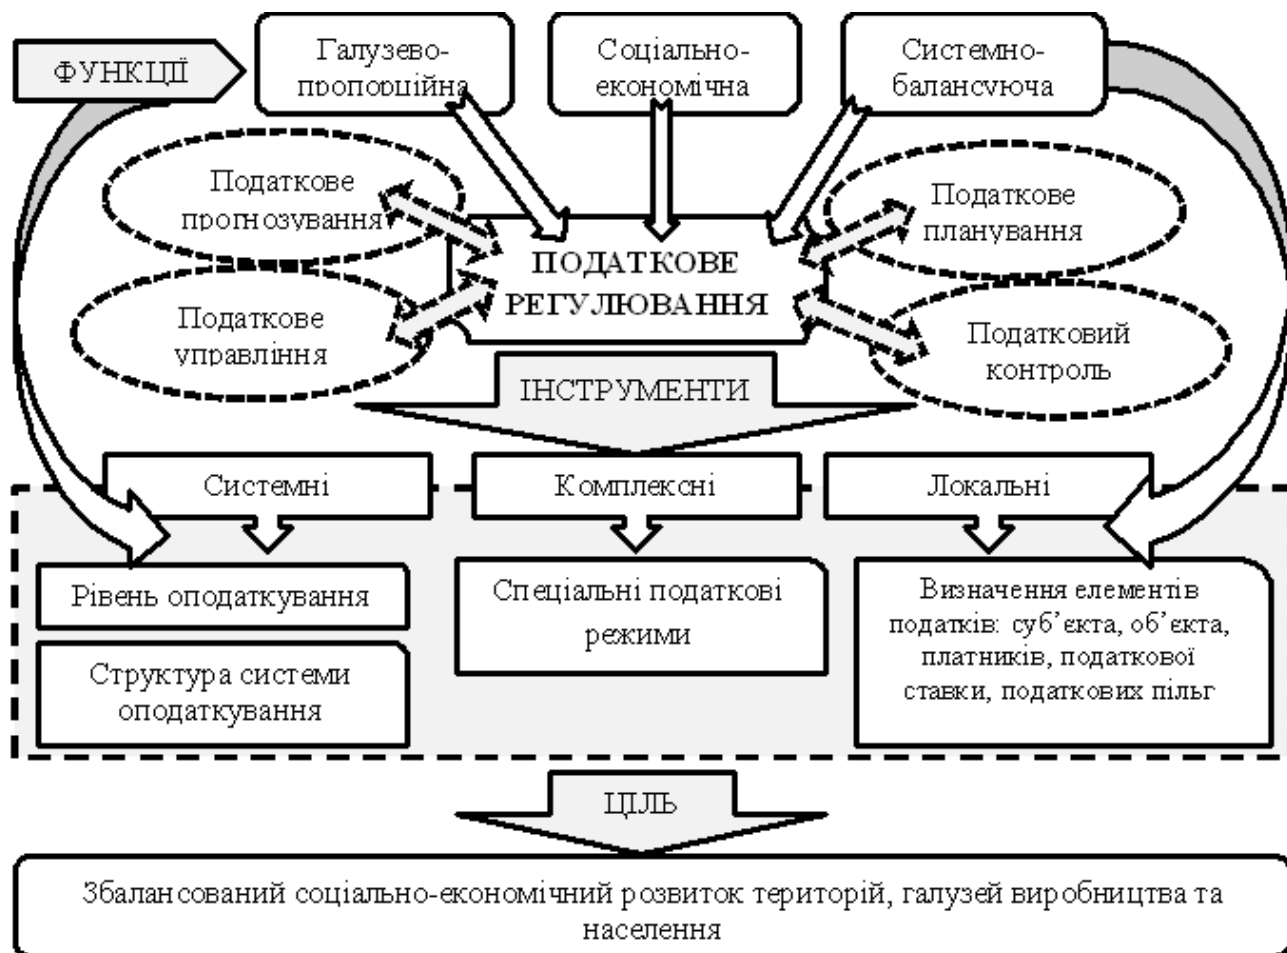 ФУНКЦІЇ
Галузево-
пропорційна
Соціально-
економічна
Системно-
балансуюча
Податкове
прогнозування
Податкове
планування
ПОДАТКОВЕ
РЕГУЛЮВАННЯ
Податкове
управління
Податковий
контроль
ІНСТРУМЕНТИ
Системні
Комплексні
Локальні
Рівень оподаткування
Структура системи
оподаткування
Спеціальні податкові
режими
Визначення елементів
податків: суб’єкта, об’єкта,
платників, податкової
ставки, податкових пільг
ЦІЛЬ
Збалансований соціально-економічний розвиток територій, галузей виробництва та
населення